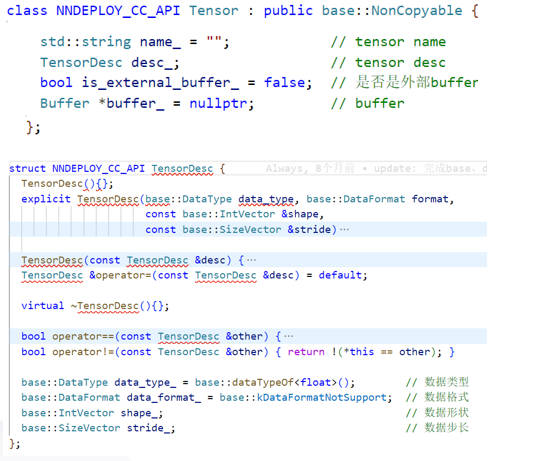 class NNDEPLOY_CC_API Tensor : public base::NonCopyable {
std::string name_ = ""; // tensor name
TensorDesc desc_; // tensor desc
bool is_external_buffer_ = false; // 是否是外部buffer
Buffer *buffer_ = nullptr; // buffer
};
struct NNDEPLOY_CC_API TensorDesc { Always, 8个月前 • update: 完成base、d
TensorDesc(){};
explicit TensorDesc(base::DataType data_type, base::DataFormat format,
const base::IntVector &shape,
const base::SizeVector &stride)…
TensorDesc(const TensorDesc &desc) {…
TensorDesc &operator=(const TensorDesc &desc) = default;
virtual ~TensorDesc(){};
bool operator==(const TensorDesc &other) {…
bool operator!=(const TensorDesc &other) { return !(*this == other); }
base::DataType data_type_ = base::dataTypeOf<float>(); // 数据类型
base::DataFormat data_format_ = base::kDataFormatNotSupport; // 数据格式
base::IntVector shape_; // 数据形状
base::SizeVector stride_; // 数据步长
};